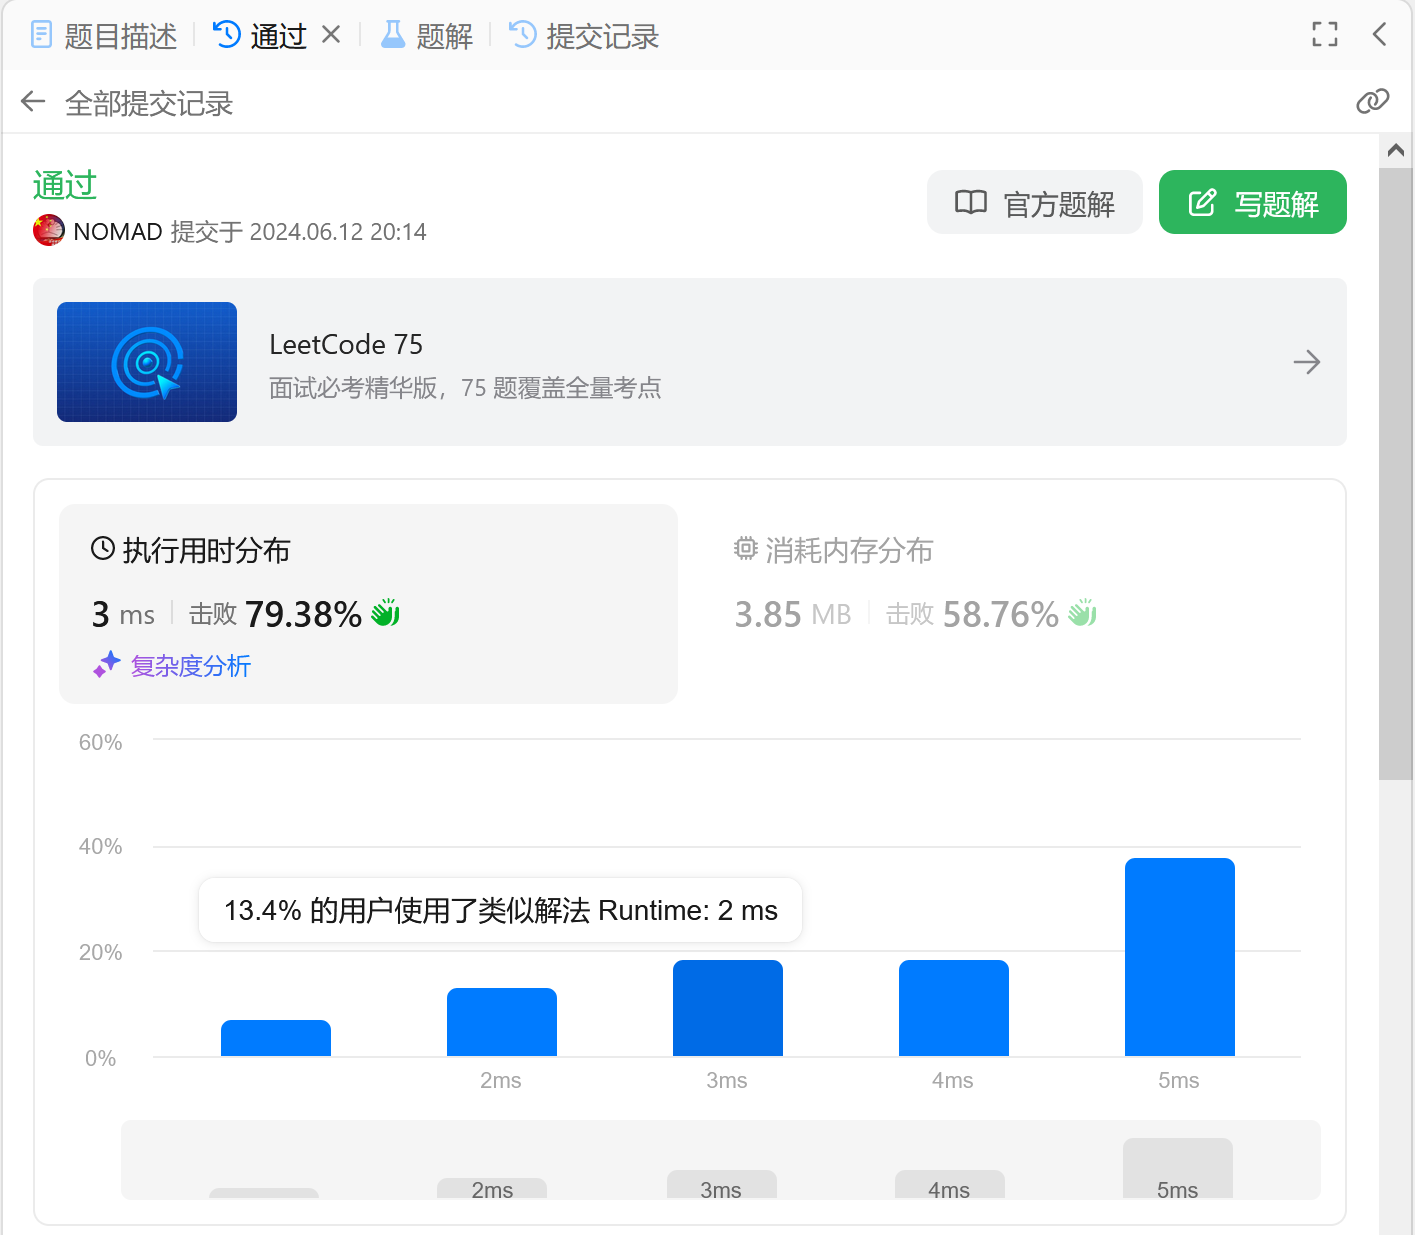 题目描述 通过 题解 提交记录
全部提交记录
通过
官方题解 写题解
NOMAD 提交于 2024.06.12 20:14
LeetCode 75
面试必考精华版，75 题覆盖全量考点
执行用时分布
3 ms 击败 79.38%
复杂度分析
消耗内存分布
3.85 MB 击败 58.76%
60%
40%
13.4% 的用户使用了类似解法 Runtime: 2 ms
20%
0%
2ms 3ms 4ms 5ms
2ms 3ms 4ms 5ms